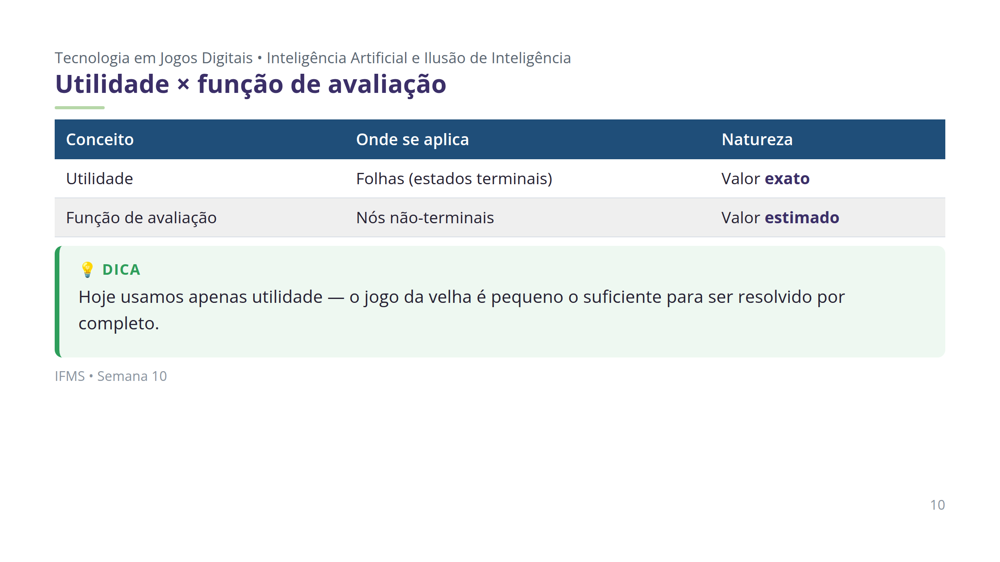 Tecnologia em Jogos Digitais • Inteligência Artificial e Ilusão de Inteligência
Utilidade × função de avaliação
Conceito Onde se aplica Natureza
Utilidade Folhas (estados terminais) Valor exato
Função de avaliação Nós não-terminais Valor estimado
💡 DICA
Hoje usamos apenas utilidade — o jogo da velha é pequeno o suficiente para ser resolvido por
completo.
IFMS • Semana 10
10